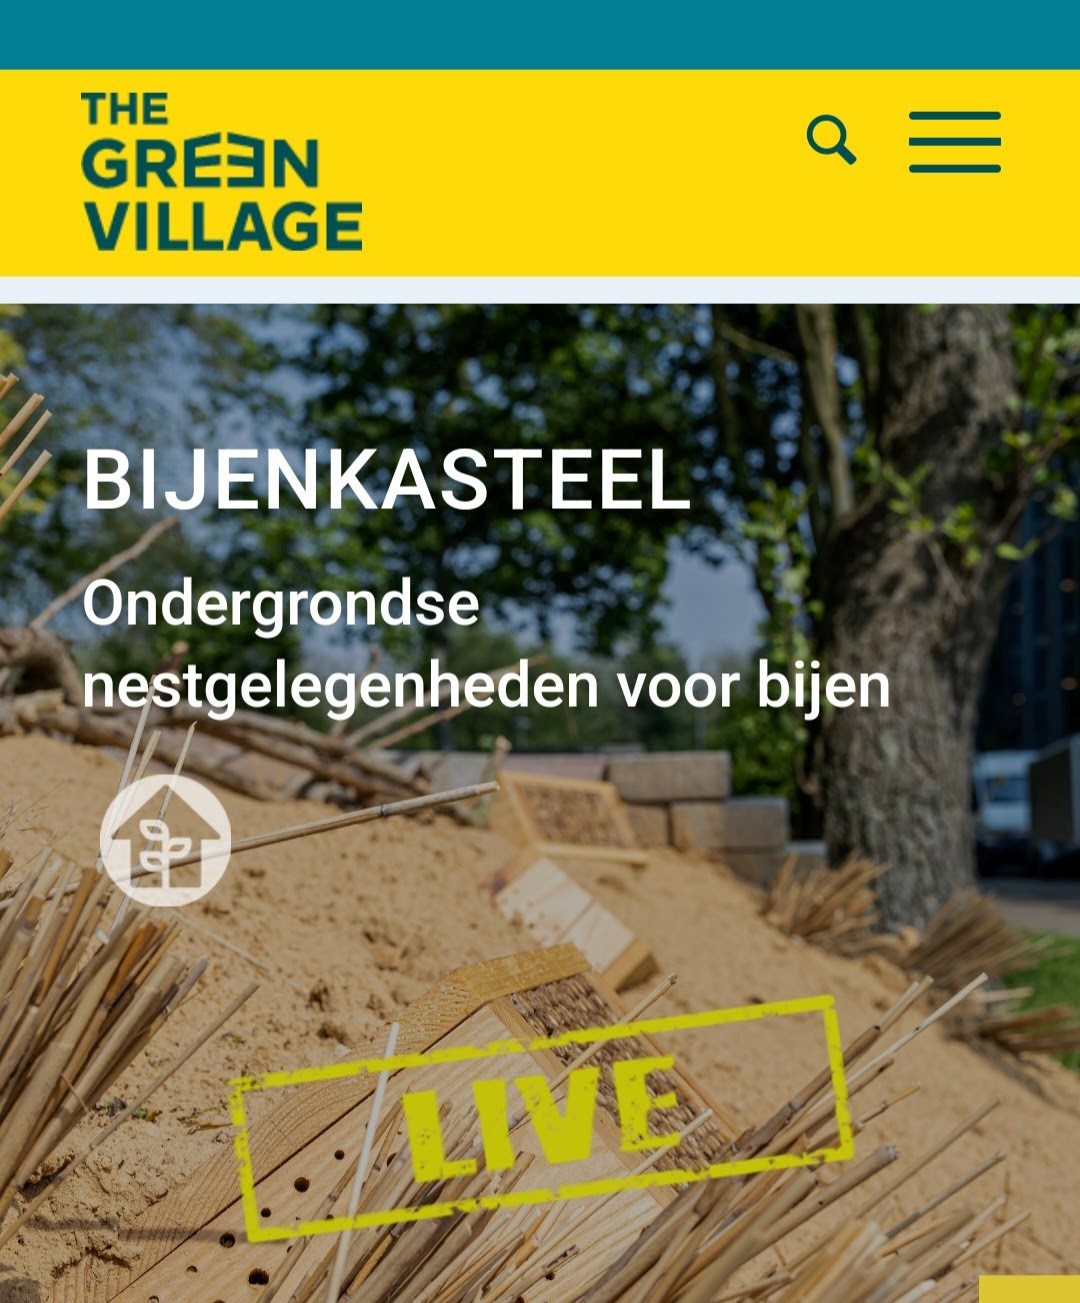 THE
GREEN
VILLAGE
BIJENKASTEEL
Ondergrondse
nestgelegenheden voor bijen
LIVE